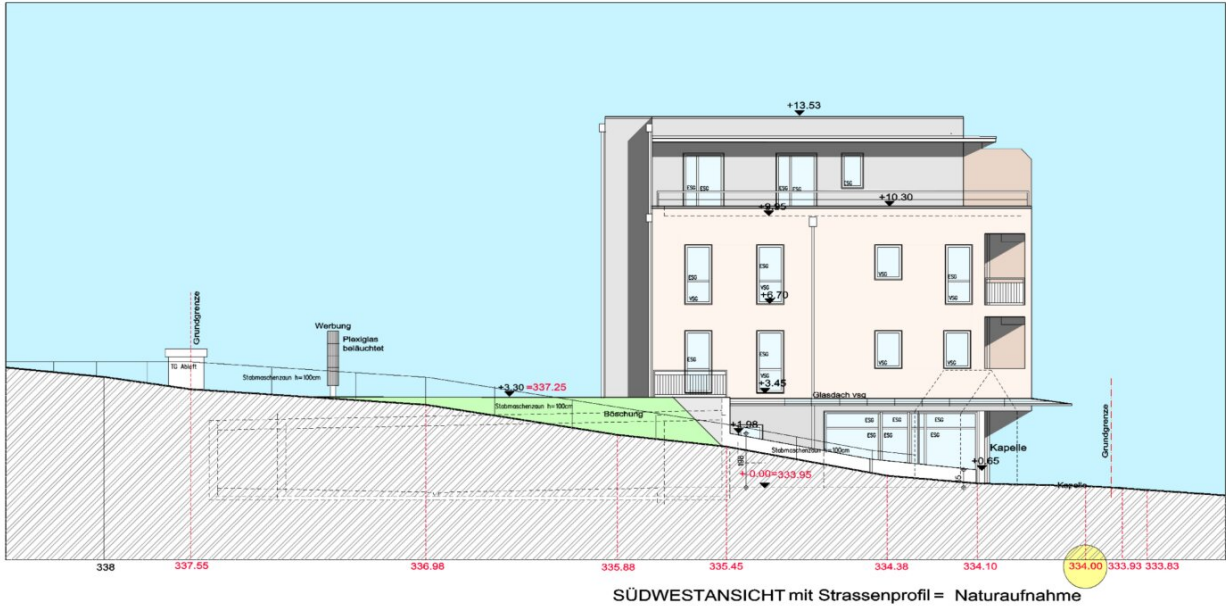 +13.53
ESG ESG
ESG ESG
ESG
+10.30
+9.95
ESG
VSG
ESG
VSG
VSG
ESG
VSG
+6.70
Grundgrenze
Werbung
Plexiglas
beläuchtet
TG Abluft
Stabmaschenzaun h=100cm
ESG
ESG
VSG
VSG
VSG
VSG
+3.30 =337.25
+3.45
Stabmaschenzaun h=100cm
Böschung
Glasdach vsg
+1.98
ESG
ESG
ESG
ESG
ESG
ESG
Stabmaschenzaun h=100cm
Kapelle
Grundgrenze
+0.65
198
+-0.00=333.95
Kapelle
338
337.55
336.98
335.88
335.45
334.38
334.10
334.00
333.93
333.83
SÜDWESTANSICHT mit Strassenprofil = Naturaufnahme